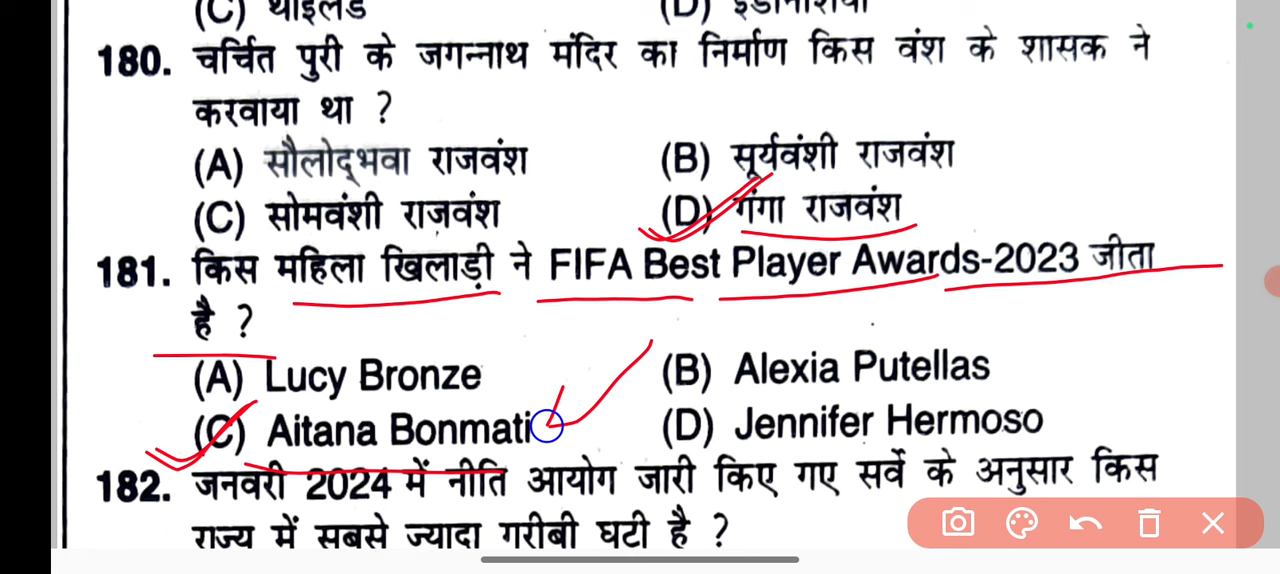 (C) थाइलैंड (D) इंडोनेशिया
180. चर्चित पुरी के जगन्नाथ मंदिर का निर्माण किस वंश के शासक ने
करवाया था ?
(A) सौलोद्भवा राजवंश (B) सूर्यवंशी राजवंश
(C) सोमवंशी राजवंश (D) गंगा राजवंश
181. किस महिला खिलाड़ी ने FIFA Best Player Awards-2023 जीता
है ?
(A) Lucy Bronze (B) Alexia Putellas
(C) Aitana Bonmati (D) Jennifer Hermoso
182. जनवरी 2024 में नीति आयोग जारी किए गए सर्वे के अनुसार किस
राज्य में सबसे ज्यादा गरीबी घटी है ?